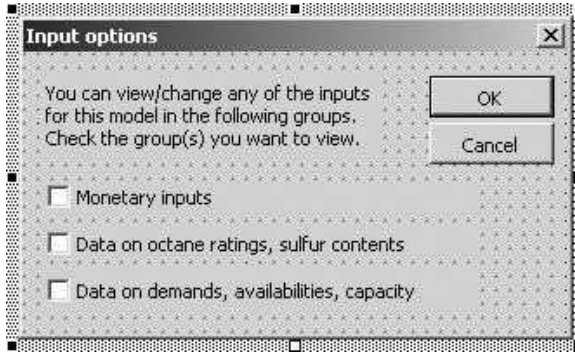 Input options
You can view/change any of the inputs
for this model in the following groups.
Check the group(s) you want to view.
OK
Cancel
Monetary inputs
Data on octane ratings, sulfur contents
Data on demands, availabilities, capacity